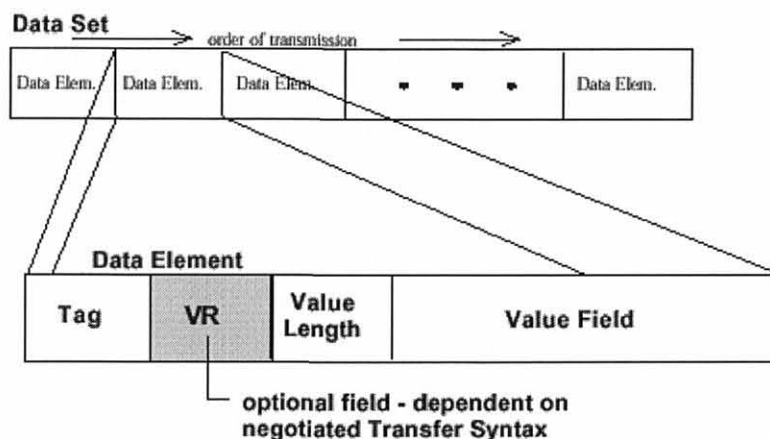 Data Set
order of transmission
Data Elem. Data Elem. Data Elem. Data Elem.
Data Element
Tag VR Value Length Value Field
optional field - dependent on
negotiated Transfer Syntax